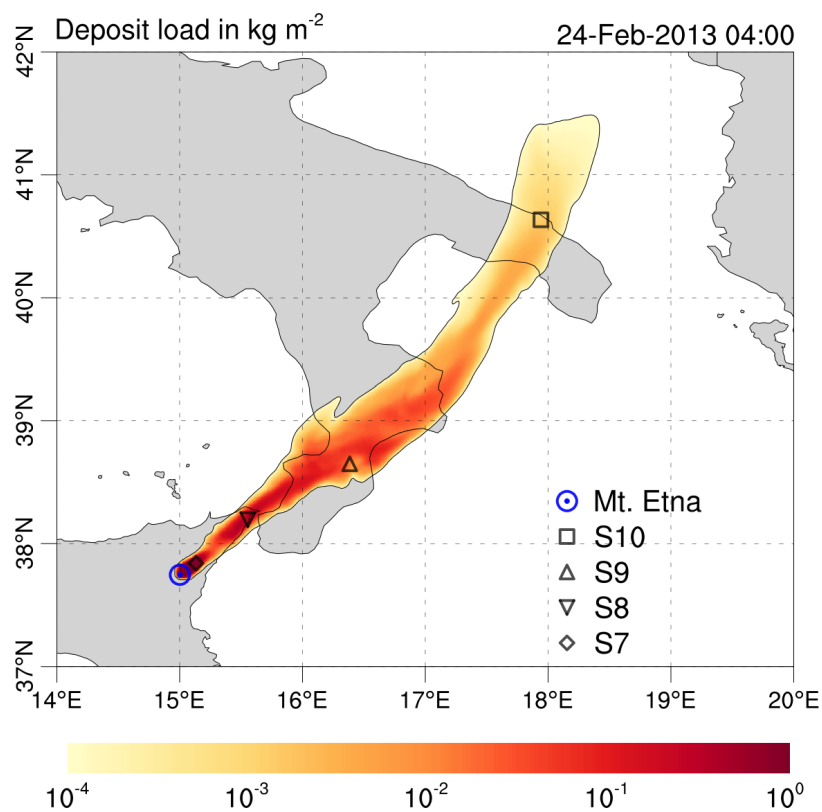 Deposit load in kg m⁻² 24-Feb-2013 04:00
42°N
41°N
40°N
39°N
38°N
37°N
Mt. Etna
S10
S9
S8
S7
14°E 15°E 16°E 17°E 18°E 19°E 20°E
10⁻⁴ 10⁻³ 10⁻² 10⁻¹ 10⁰